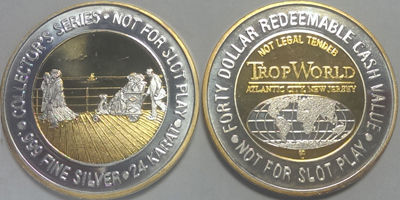 COLLECTOR'S SERIES • NOT FOR SLOT PLAY
.999 FINE SILVER • 24 KARAT
FORTY DOLLAR REDEEMABLE CASH VALUE
NOT LEGAL TENDER
TROPWORLD
ATLANTIC CITY, NEW JERSEY
• NOT FOR SLOT PLAY •